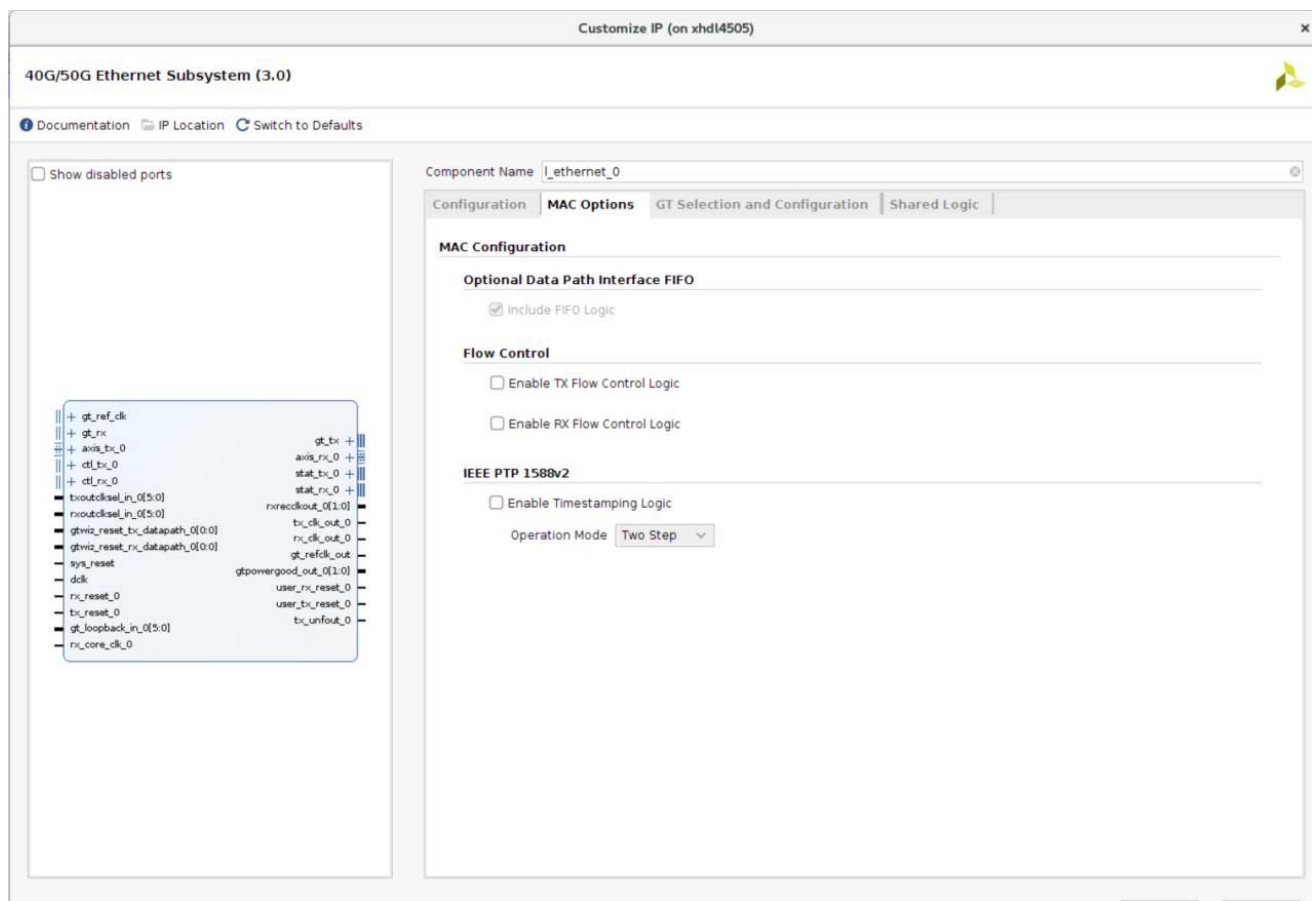 Customize IP (on xhdl4505)
40G/50G Ethernet Subsystem (3.0)
Documentation IP Location Switch to Defaults
Show disabled ports
gt_ref_clk
gt_rx
axis_tx_0
ctl_tx_0
ctl_rx_0
txoutclksel_in_0[5:0]
rxoutclksel_in_0[5:0]
gtwiz_reset_tx_datapath_0[0:0]
gtwiz_reset_rx_datapath_0[0:0]
sys_reset
dclk
rx_reset_0
tx_reset_0
gt_loopback_in_0[5:0]
rx_core_clk_0
gt_tx
axis_rx_0
stat_tx_0
stat_rx_0
rxrecclkout_0[1:0]
tx_clk_out_0
rx_clk_out_0
gt_refclk_out
gtpowergood_out_0[1:0]
user_rx_reset_0
user_tx_reset_0
tx_unfout_0
Component Name l_ethernet_0
Configuration MAC Options GT Selection and Configuration Shared Logic
MAC Configuration
Optional Data Path Interface FIFO
Include FIFO Logic
Flow Control
Enable TX Flow Control Logic
Enable RX Flow Control Logic
IEEE PTP 1588v2
Enable Timestamping Logic
Operation Mode Two Step